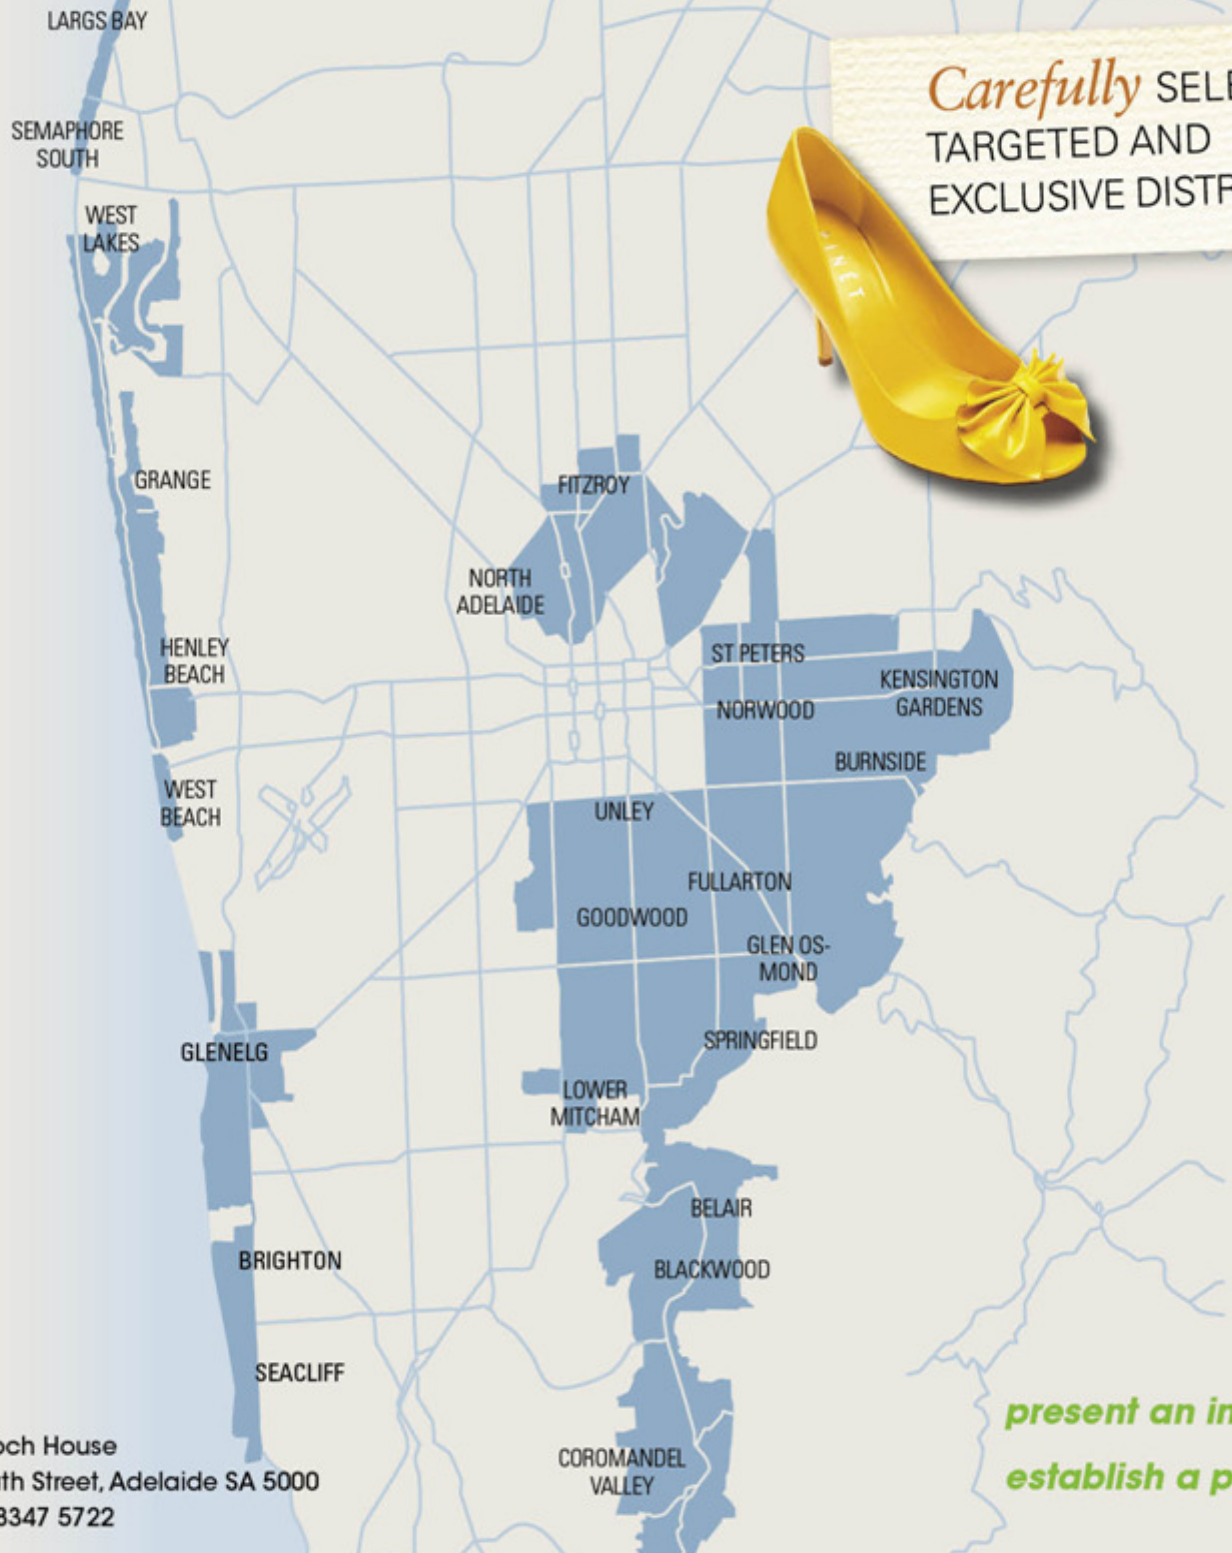 LARGS BAY
Carefully SELE
TARGETED AND
EXCLUSIVE DISTR
SEMAPHORE
SOUTH
WEST
LAKES
GRANGE
FITZROY
NORTH
ADELAIDE
HENLEY
BEACH
ST PETERS
KENSINGTON
GARDENS
NORWOOD
BURNSIDE
WEST
BEACH
UNLEY
FULLARTON
GOODWOOD
GLEN OS-
MOND
SPRINGFIELD
GLENELG
LOWER
MITCHAM
BELAIR
BLACKWOOD
BRIGHTON
SEACLIFF
COROMANDEL
VALLEY
och House
th Street, Adelaide SA 5000
8347 5722
present an in
establish a p